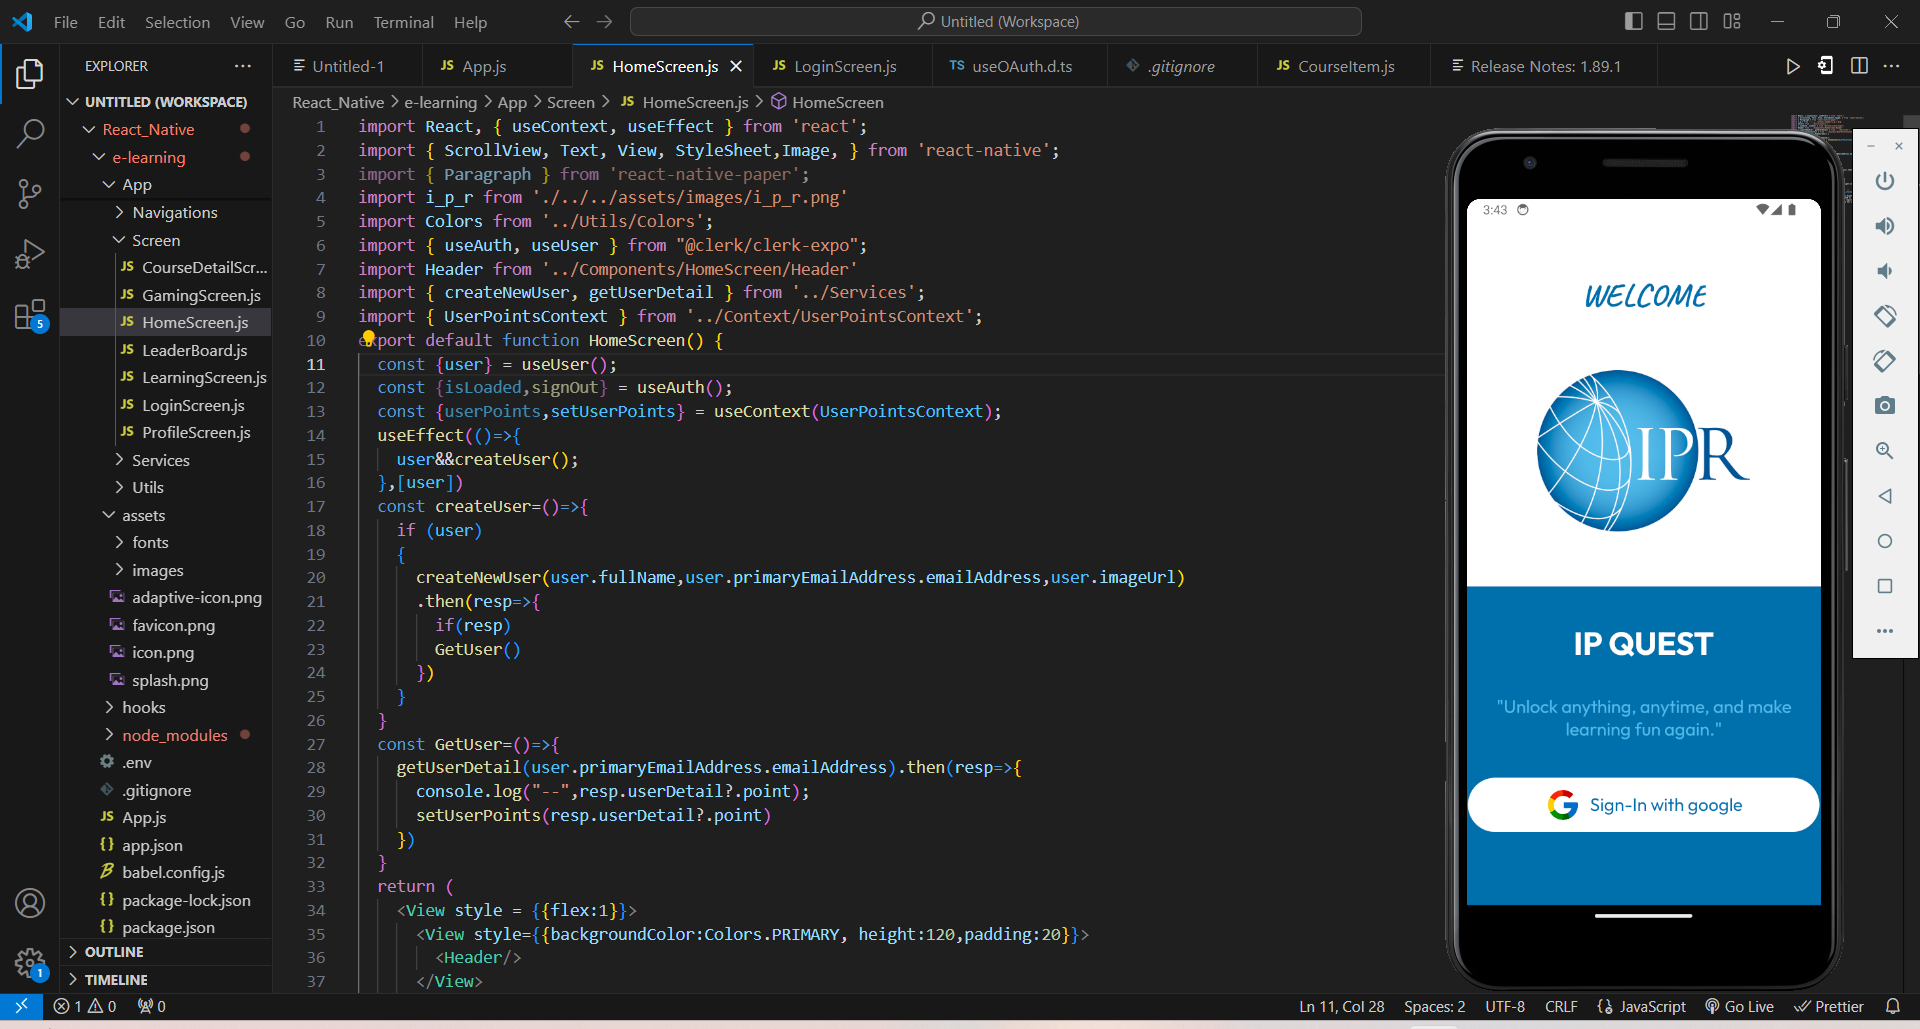 File Edit Selection View Go Run Terminal Help
Untitled (Workspace)
EXPLORER
UNTITLED (WORKSPACE)
React_Native
e-learning
App
Navigations
Screen
JS CourseDetailScr...
JS GamingScreen.js
JS HomeScreen.js
JS LeaderBoard.js
JS LearningScreen.js
JS LoginScreen.js
JS ProfileScreen.js
Services
Utils
assets
fonts
images
adaptive-icon.png
favicon.png
icon.png
splash.png
hooks
node_modules
.env
.gitignore
JS App.js
{} app.json
babel.config.js
{} package-lock.json
{} package.json
OUTLINE
TIMELINE
5
1
Untitled-1
JS App.js
JS HomeScreen.js
JS LoginScreen.js
TS useOAuth.d.ts
.gitignore
JS CourseItem.js
Release Notes: 1.89.1
React_Native > e-learning > App > Screen > JS HomeScreen.js > HomeScreen
1 import React, { useContext, useEffect } from 'react';
2 import { ScrollView, Text, View, StyleSheet,Image, } from 'react-native';
3 import { Paragraph } from 'react-native-paper';
4 import i_p_r from './../../assets/images/i_p_r.png'
5 import Colors from '../Utils/Colors';
6 import { useAuth, useUser } from "@clerk/clerk-expo";
7 import Header from '../Components/HomeScreen/Header'
8 import { createNewUser, getUserDetail } from '../Services';
9 import { UserPointsContext } from '../Context/UserPointsContext';
10 export default function HomeScreen() {
11 const {user} = useUser();
12 const {isLoaded,signOut} = useAuth();
13 const {userPoints,setUserPoints} = useContext(UserPointsContext);
14 useEffect(()=>{
15 user&&createUser();
16 },[user])
17 const createUser=()=>{
18 if (user)
19 {
20 createNewUser(user.fullName,user.primaryEmailAddress.emailAddress,user.imageUrl)
21 .then(resp=>{
22 if(resp)
23 GetUser()
24 })
25 }
26 }
27 const GetUser=()=>{
28 getUserDetail(user.primaryEmailAddress.emailAddress).then(resp=>{
29 console.log("--",resp.userDetail?.point);
30 setUserPoints(resp.userDetail?.point)
31 })
32 }
33 return (
34 <View style = {{flex:1}}>
35 <View style={{backgroundColor:Colors.PRIMARY, height:120,padding:20}}>
36 <Header/>
37 </View>
3:43
WELCOME
IPR
IP QUEST
"Unlock anything, anytime, and make
learning fun again."
Sign-In with google
1 0 0
Ln 11, Col 28 Spaces: 2 UTF-8 CRLF {} JavaScript Go Live Prettier